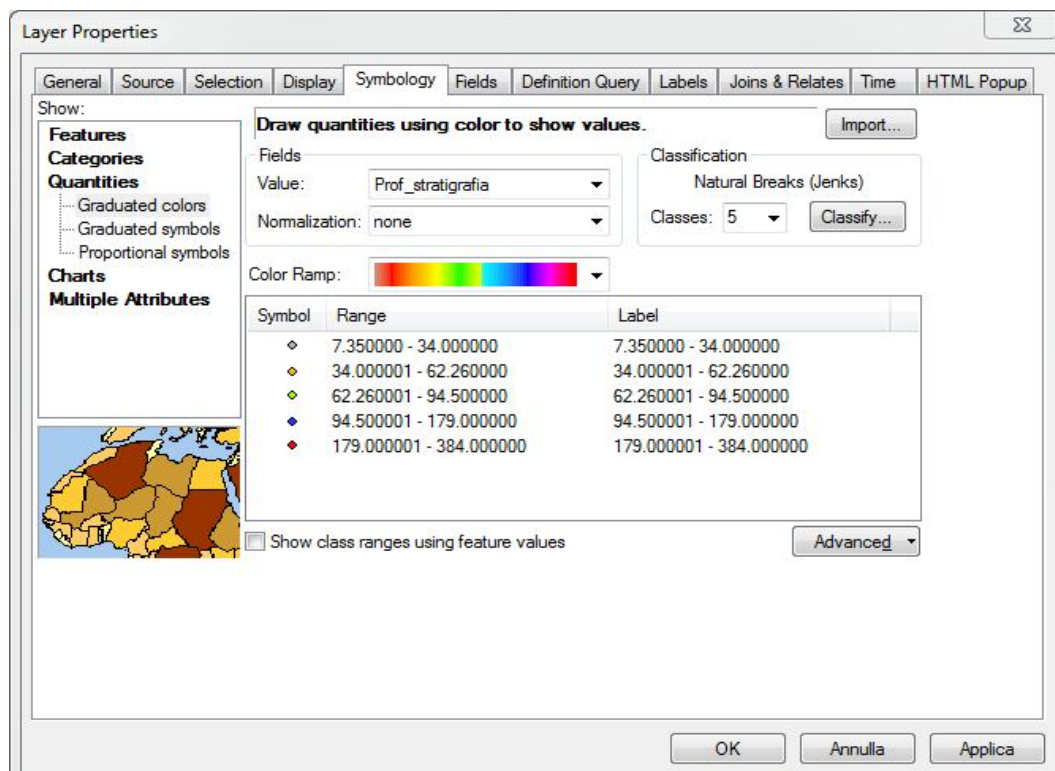 Layer Properties
General Source Selection Display Symbology Fields Definition Query Labels Joins & Relates Time HTML Popup
Show:
Features
Categories
Quantities
Graduated colors
Graduated symbols
Proportional symbols
Charts
Multiple Attributes
Draw quantities using color to show values.
Import...
Fields
Value: Prof_stratigrafia
Normalization: none
Classification
Natural Breaks (Jenks)
Classes: 5 Classify...
Color Ramp:
Symbol Range Label
7.350000 - 34.000000 7.350000 - 34.000000
34.000001 - 62.260000 34.000001 - 62.260000
62.260001 - 94.500000 62.260001 - 94.500000
94.500001 - 179.000000 94.500001 - 179.000000
179.000001 - 384.000000 179.000001 - 384.000000
Show class ranges using feature values
Advanced
OK Annulla Applica